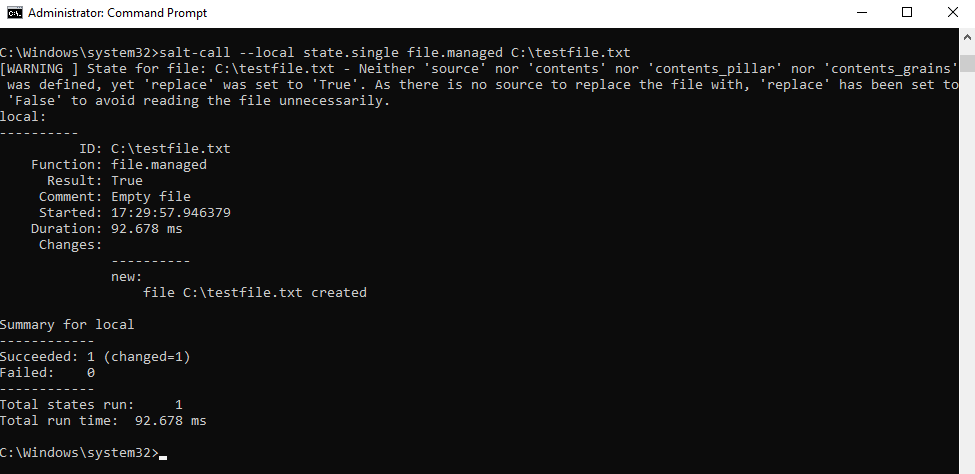 Administrator: Command Prompt
C:\Windows\system32>salt-call --local state.single file.managed C:\testfile.txt
[WARNING ] State for file: C:\testfile.txt - Neither 'source' nor 'contents' nor 'contents_pillar' nor 'contents_grains'
 was defined, yet 'replace' was set to 'True'. As there is no source to replace the file with, 'replace' has been set to
 'False' to avoid reading the file unnecessarily.
local:
----------
          ID: C:\testfile.txt
    Function: file.managed
      Result: True
     Comment: Empty file
     Started: 17:29:57.946379
    Duration: 92.678 ms
     Changes:
              ----------
              new:
                  file C:\testfile.txt created
Summary for local
------------
Succeeded: 1 (changed=1)
Failed:    0
------------
Total states run:     1
Total run time:  92.678 ms
C:\Windows\system32>